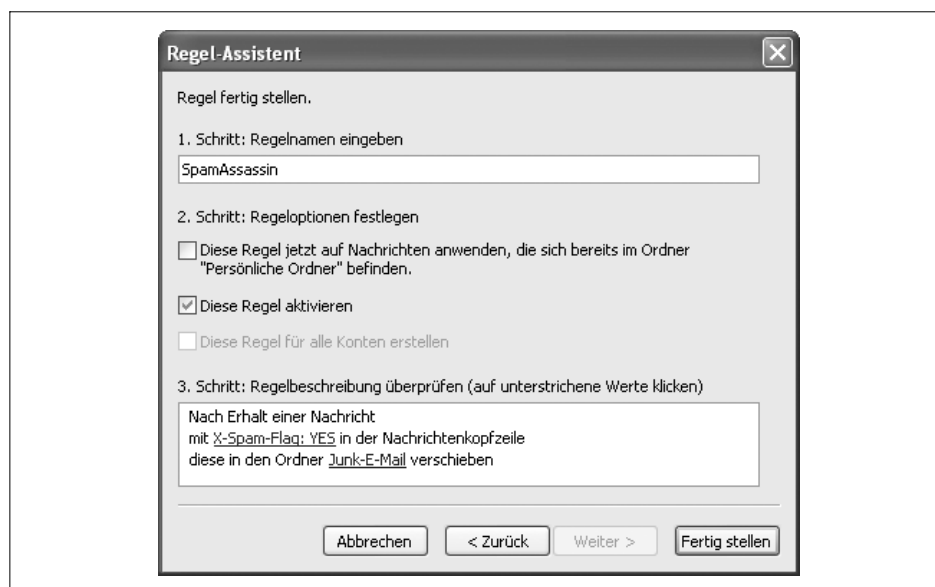 Regel-Assistent
Regel fertig stellen.
1. Schritt: Regelnamen eingeben
SpamAssassin
2. Schritt: Regeloptionen festlegen
Diese Regel jetzt auf Nachrichten anwenden, die sich bereits im Ordner
"Persönliche Ordner" befinden.
Diese Regel aktivieren
Diese Regel für alle Konten erstellen
3. Schritt: Regelbeschreibung überprüfen (auf unterstrichene Werte klicken)
Nach Erhalt einer Nachricht
mit X-Spam-Flag: YES in der Nachrichtenkopfzeile
diese in den Ordner Junk-E-Mail verschieben
Abbrechen < Zurück Weiter > Fertig stellen